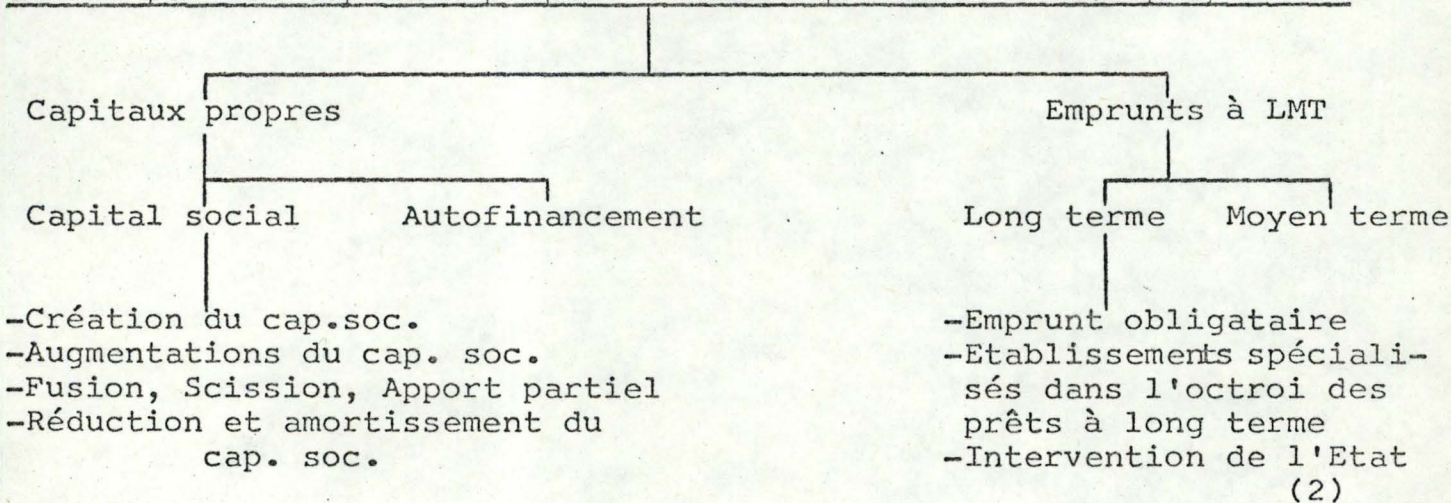 Capitaux propres
Emprunts à LMT
Capital social
Autofinancement
Long terme
Moyen terme
-Création du cap.soc.
-Augmentations du cap. soc.
-Fusion, Scission, Apport partiel
-Réduction et amortissement du
cap. soc.
-Emprunt obligataire
-Etablissements spéciali-
sés dans l'octroi des
prêts à long terme
-Intervention de l'Etat
(2)